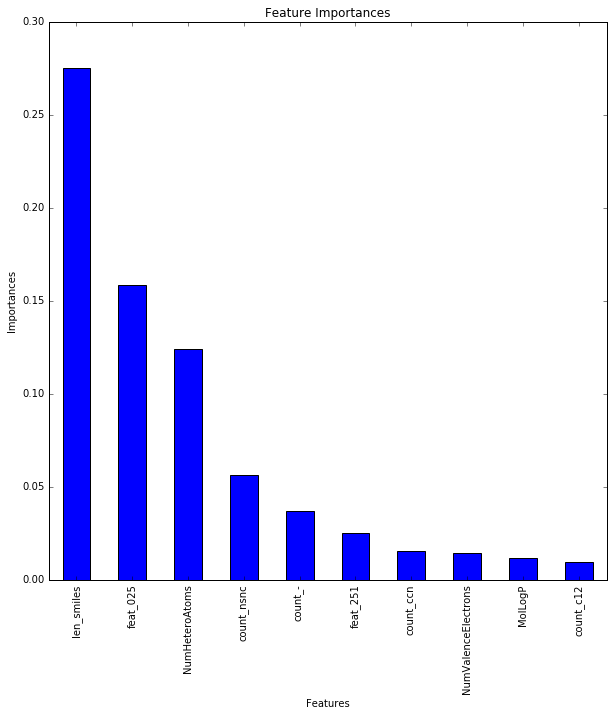 Feature Importances
0.30
0.25
0.20
0.15
0.10
0.05
0.00
Importances
len_smiles
feat_025
NumHeteroAtoms
count_nsnc
count_-
feat_251
count_ccn
NumValenceElectrons
MolLogP
count_c12
Features